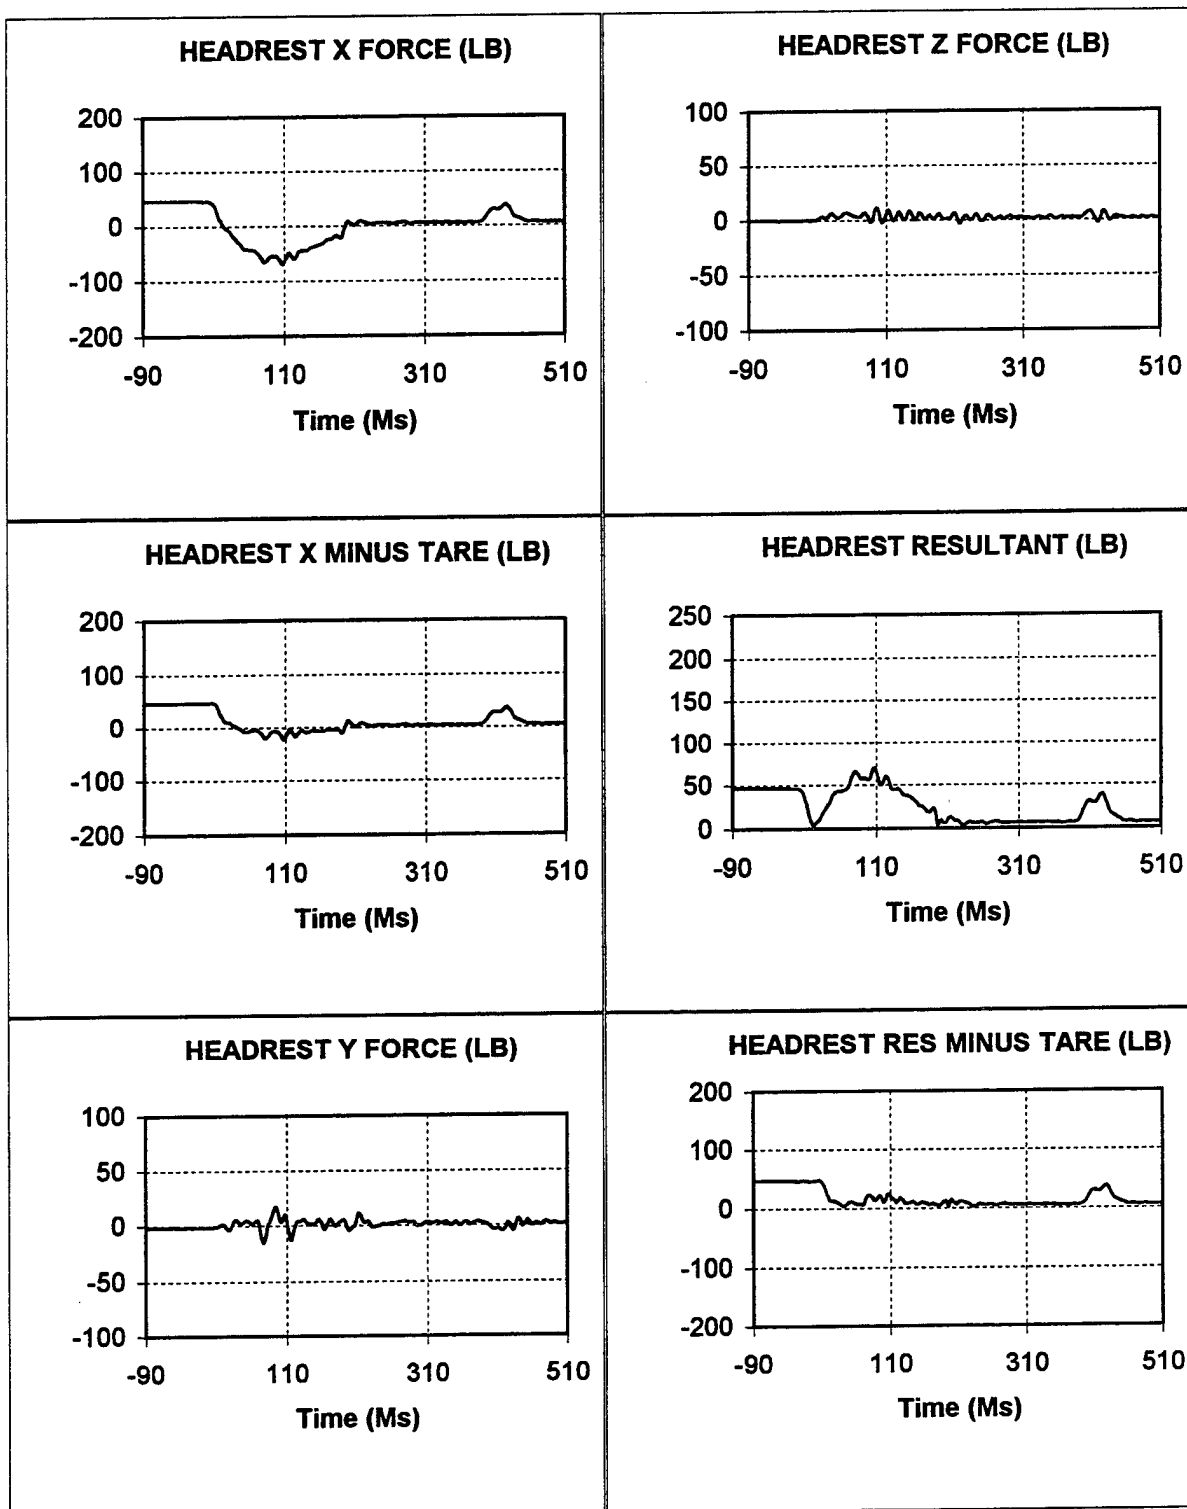 HEADREST X FORCE (LB)
200
100
0
-100
-200
-90 110 310 510
Time (Ms)
HEADREST Z FORCE (LB)
100
50
0
-50
-100
-90 110 310 510
Time (Ms)
HEADREST X MINUS TARE (LB)
200
100
0
-100
-200
-90 110 310 510
Time (Ms)
HEADREST RESULTANT (LB)
250
200
150
100
50
0
-90 110 310 510
Time (Ms)
HEADREST Y FORCE (LB)
100
50
0
-50
-100
-90 110 310 510
Time (Ms)
HEADREST RES MINUS TARE (LB)
200
100
0
-100
-200
-90 110 310 510
Time (Ms)